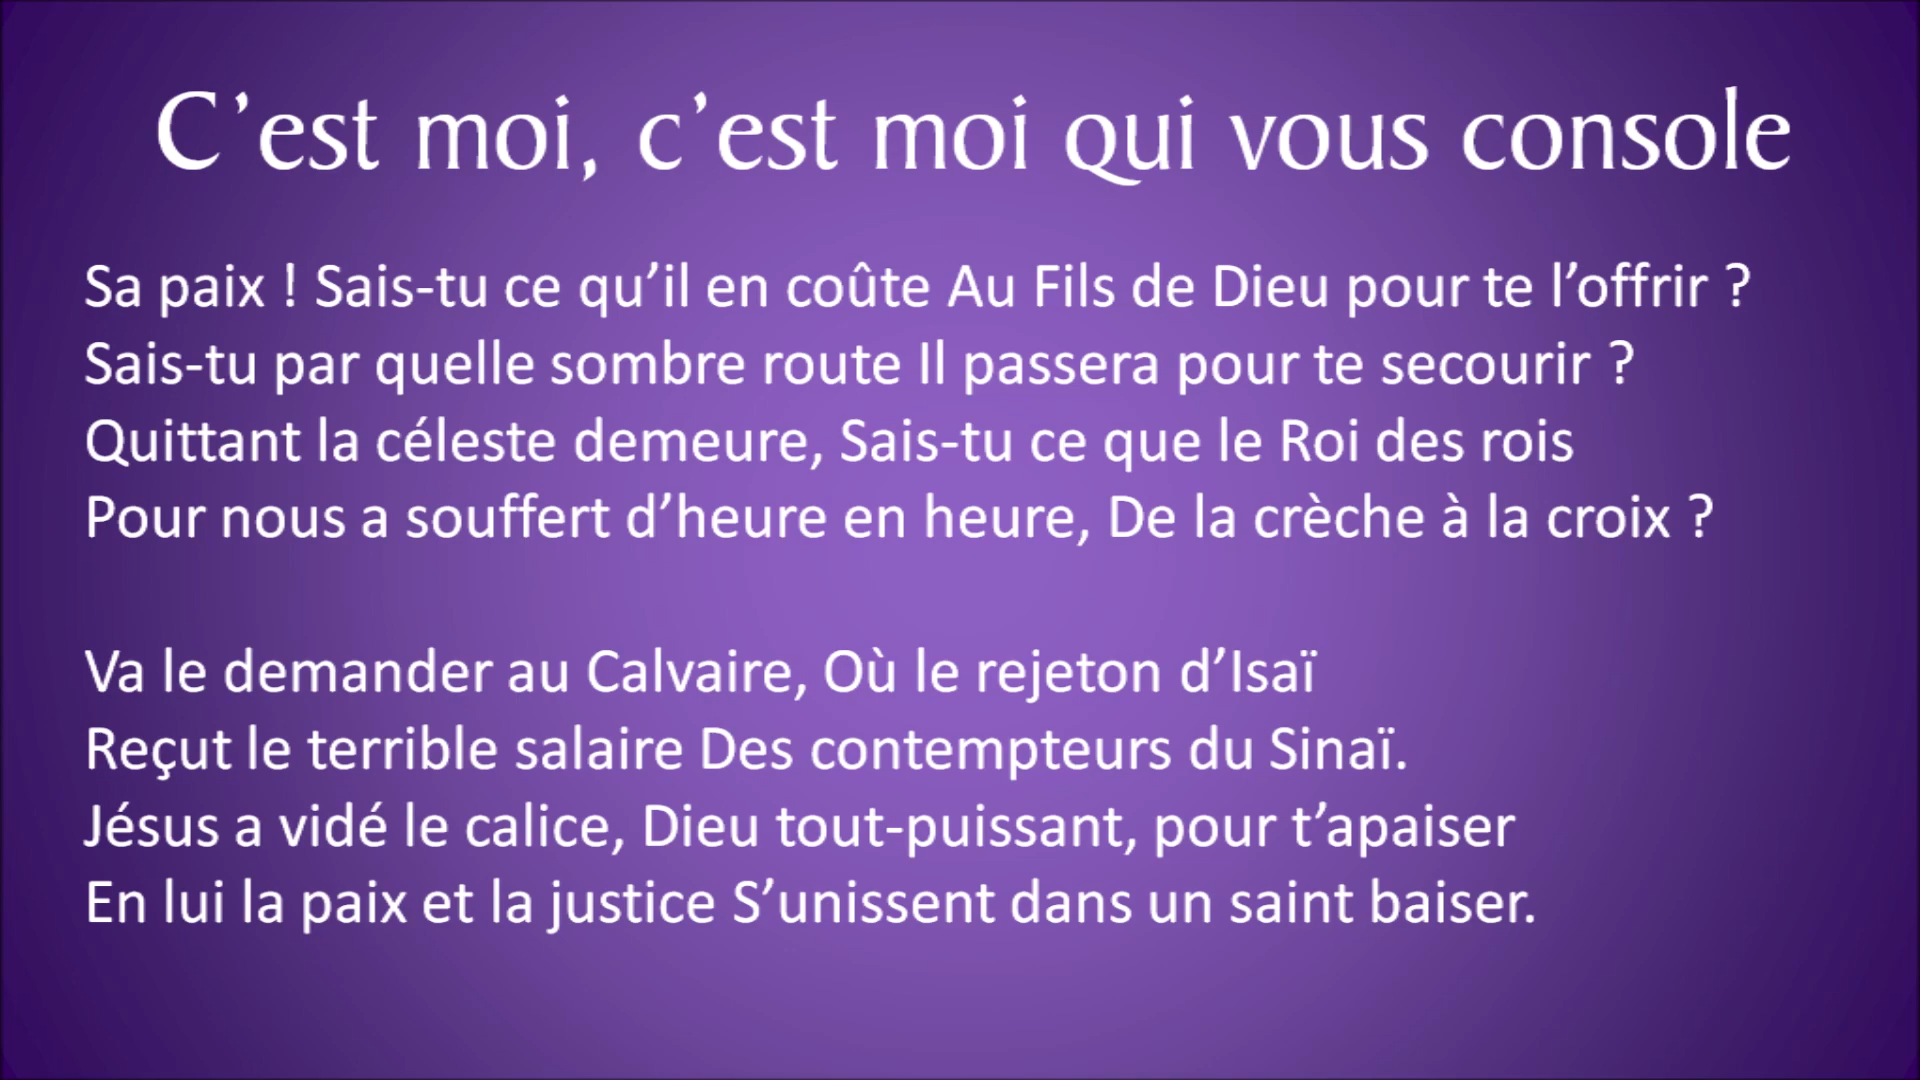 C’est moi, c’est moi qui vous console
Sa paix ! Sais-tu ce qu’il en coûte Au Fils de Dieu pour te l’offrir ?
Sais-tu par quelle sombre route Il passera pour te secourir ?
Quittant la céleste demeure, Sais-tu ce que le Roi des rois
Pour nous a souffert d’heure en heure, De la crèche à la croix ?
Va le demander au Calvaire, Où le rejeton d’Isaï
Reçut le terrible salaire Des contempteurs du Sinaï.
Jésus a vidé le calice, Dieu tout-puissant, pour t’apaiser
En lui la paix et la justice S’unissent dans un saint baiser.